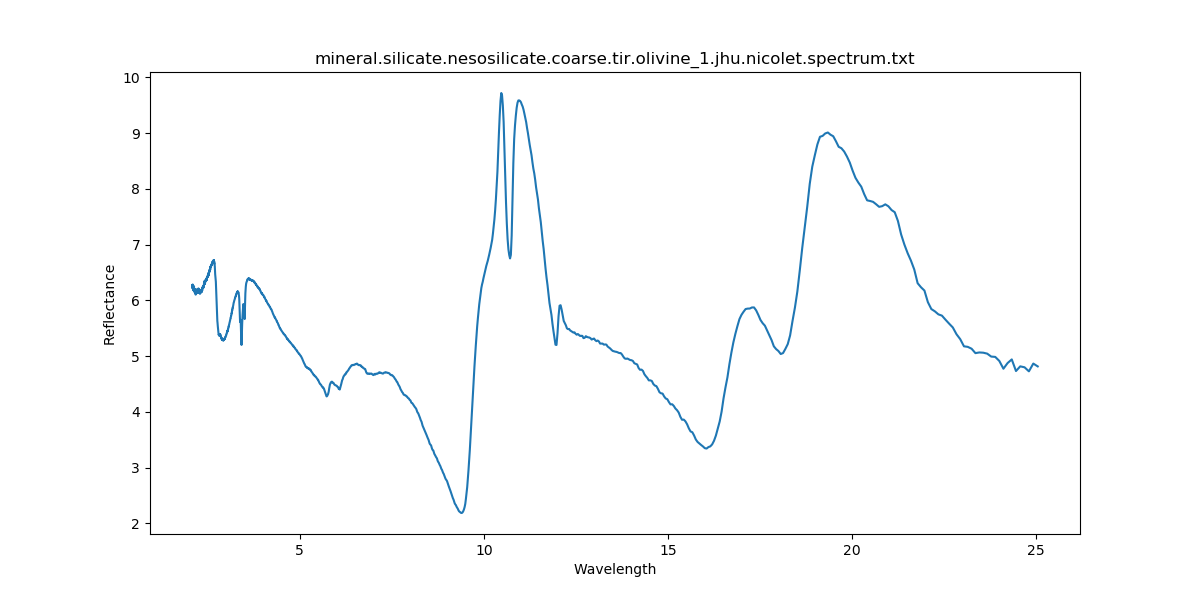 mineral.silicate.nesosilicate.coarse.tir.olivine_1.jhu.nicolet.spectrum.txt
10
9
8
7
6
5
4
3
2
Reflectance
5 10 15 20 25
Wavelength